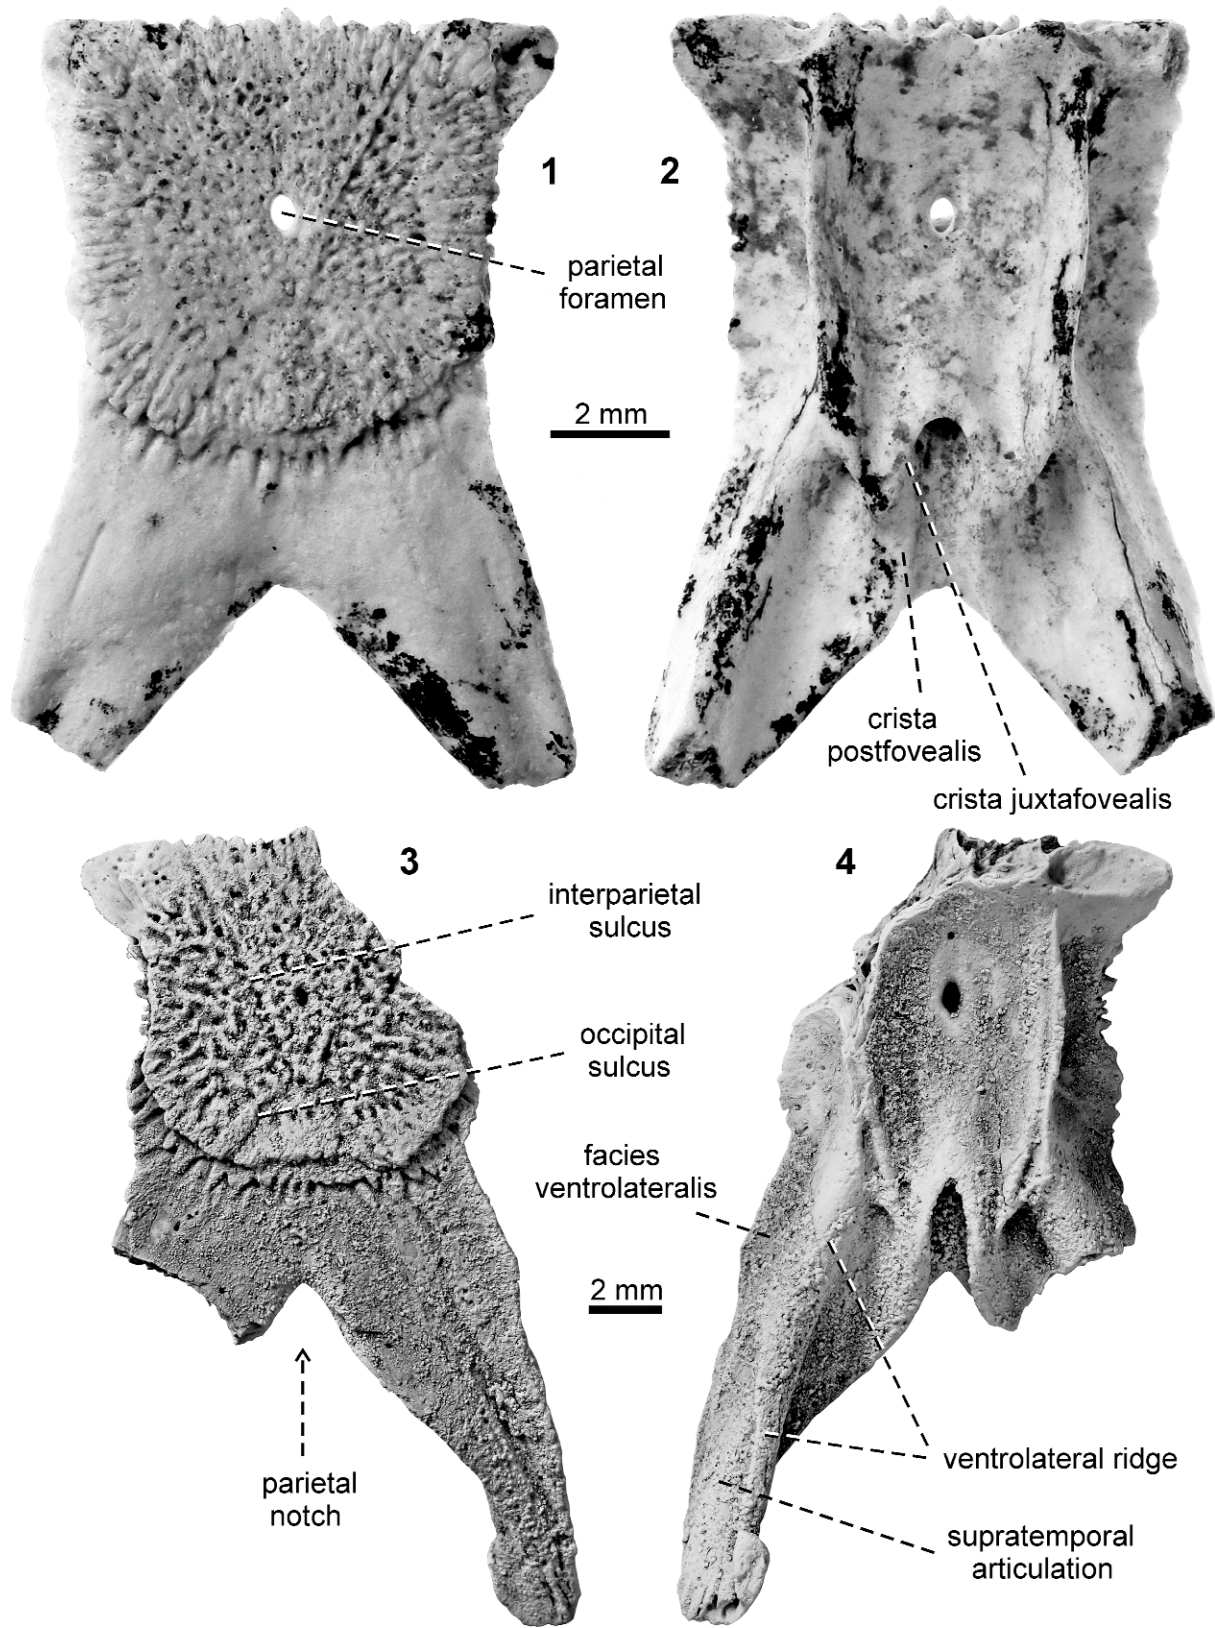 1
2
parietal
foramen
2 mm
crista
postfovealis
crista juxtafovealis
3
4
interparietal
sulcus
occipital
sulcus
facies
ventrolateralis
2 mm
parietal
notch
ventrolateral ridge
supratemporal
articulation